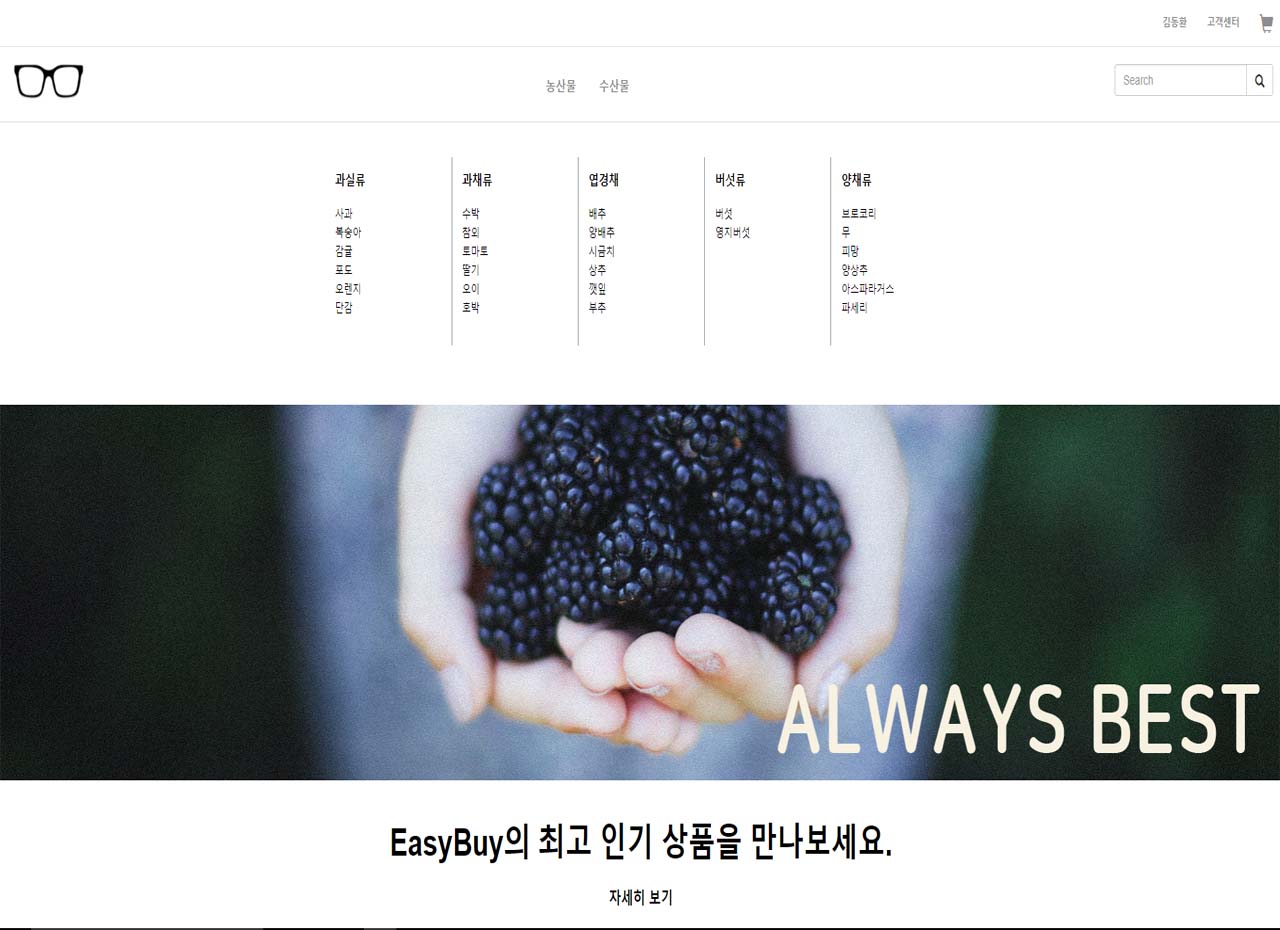 김동환 고객센터
농산물 수산물
Search
과실류
사과
복숭아
감귤
포도
오렌지
단감
과채류
수박
참외
토마토
딸기
오이
호박
엽경채
배추
양배추
시금치
상추
깻잎
부추
버섯류
버섯
영지버섯
양채류
브로코리
무
피망
양상추
아스파라거스
파세리
ALWAYS BEST
EasyBuy의 최고 인기 상품을 만나보세요.
자세히 보기